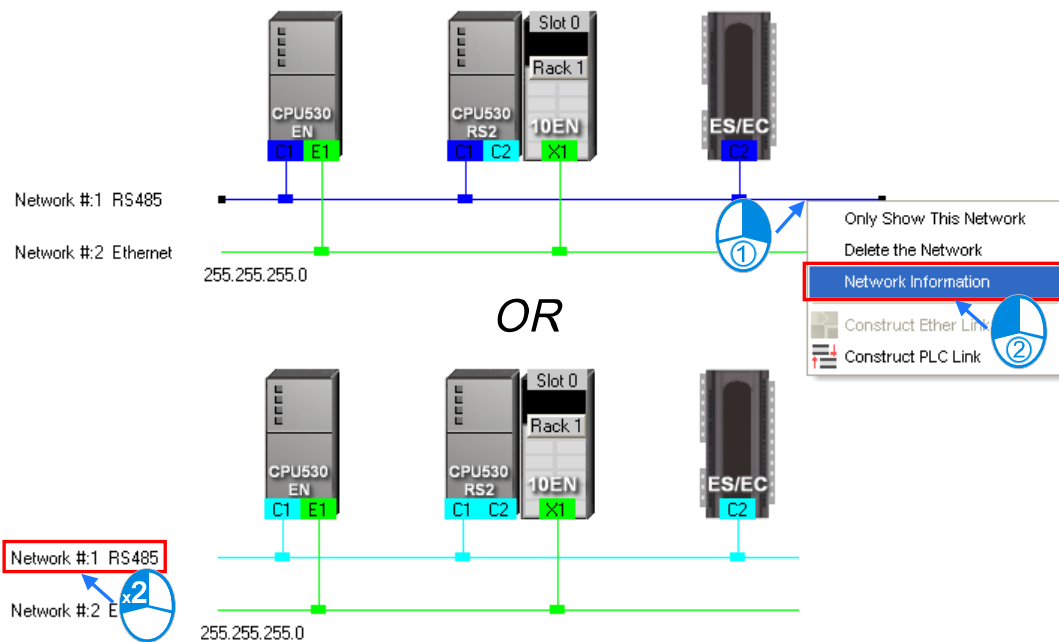 Slot 0
Rack 1
CPU530
EN
CPU530
RS2
10EN
ES/EC
C1 E1
C1 C2
X1
C2
Network #:1 RS485
Network #:2 Ethernet
255.255.255.0
①
Only Show This Network
Delete the Network
Network Information
Construct Ether Link
Construct PLC Link
②
OR
Slot 0
Rack 1
CPU530
EN
CPU530
RS2
10EN
ES/EC
C1 E1
C1 C2
X1
C2
Network #:1 RS485
x2
Network #:2 E
255.255.255.0